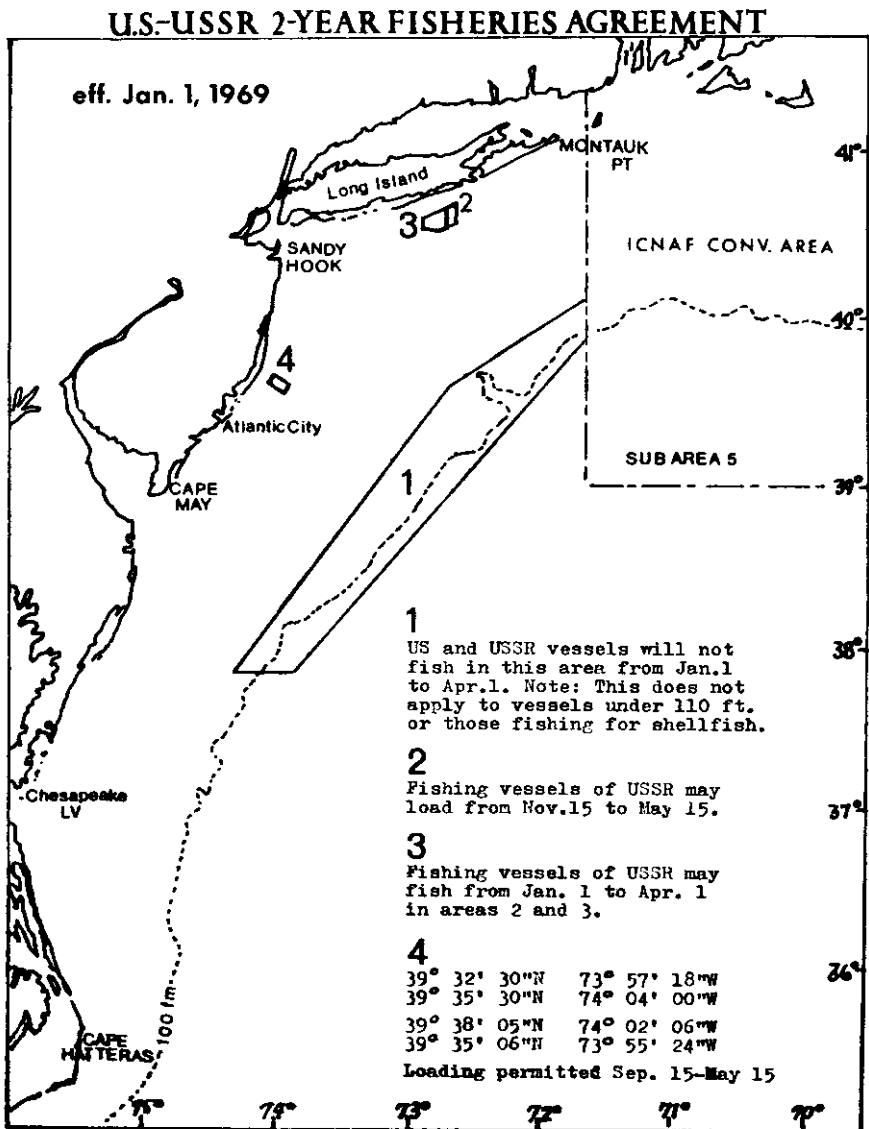 U.S.-USSR 2-YEAR FISHERIES AGREEMENT
eff. Jan. 1, 1969
MONTAUK
PT
41°
Long Island
3
2
SANDY
HOOK
ICNAF CONV. AREA
40°
4
Atlantic City
SUBAREA 5
CAPE
MAY
1
39°
1
US and USSR vessels will not
fish in this area from Jan.1
to Apr.1. Note: This does not
apply to vessels under 110 ft.
or those fishing for shellfish.
38°
2
Fishing vessels of USSR may
load from Nov.15 to May 15.
Chesapeake
LV
37°
3
Fishing vessels of USSR may
fish from Jan. 1 to Apr. 1
in areas 2 and 3.
36°
4
39° 32' 30"N 73° 57' 18"W
39° 35' 30"N 74° 04' 00"W
39° 38' 05"N 74° 02' 06"W
39° 35' 06"N 73° 55' 24"W
Loading permitted Sep. 15-May 15
100 fm
CAPE
HATTERAS
75° 74° 73° 72° 71° 70°